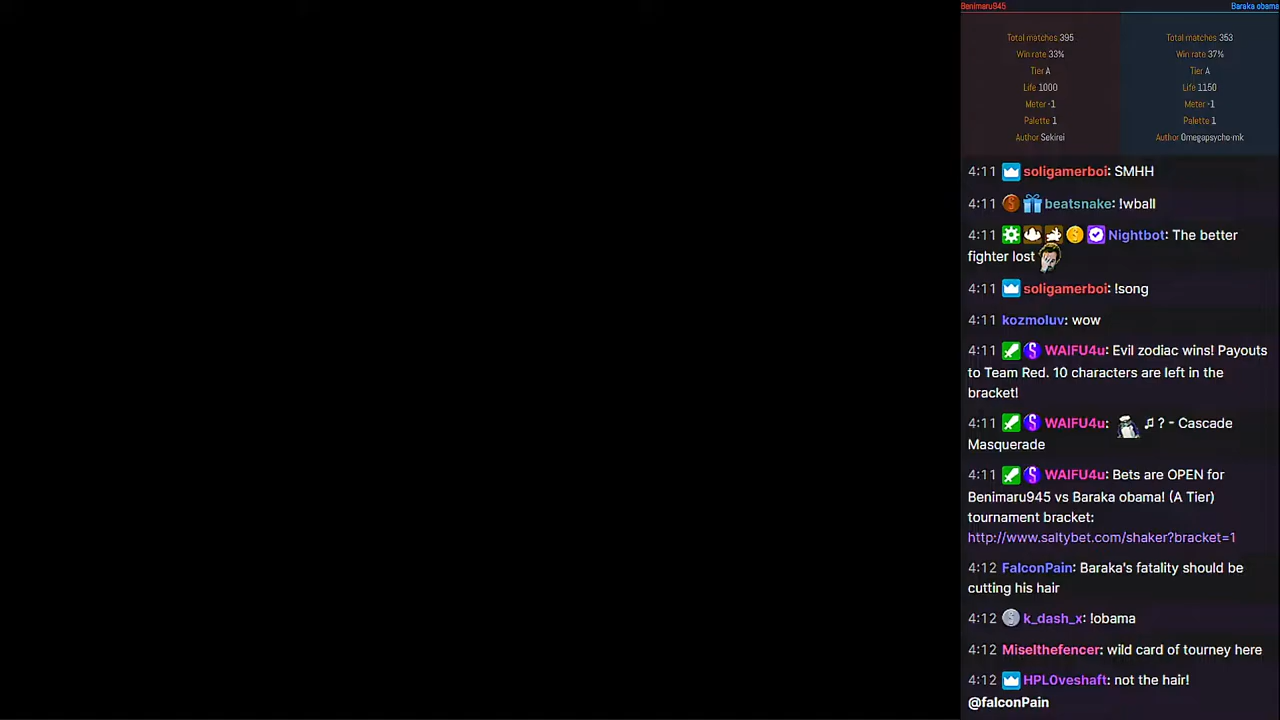 Benimaru945 Baraka obama
Total matches 395 Total matches 353
Win rate 33% Win rate 37%
Tier A Tier A
Life 1000 Life 1150
Meter -1 Meter -1
Palette 1 Palette 1
Author Sekirei Author Omegapsycho-mk
4:11 soligamerboi: SMHH
4:11 beatsnake: !wball
4:11 Nightbot: The better
fighter lost
4:11 soligamerboi: !song
4:11 kozmoluv: wow
4:11 WAIFU4u: Evil zodiac wins! Payouts
to Team Red. 10 characters are left in the
bracket!
4:11 WAIFU4u: ♫ ? - Cascade
Masquerade
4:11 WAIFU4u: Bets are OPEN for
Benimaru945 vs Baraka obama! (A Tier)
tournament bracket:
http://www.saltybet.com/shaker?bracket=1
4:12 FalconPain: Baraka's fatality should be
cutting his hair
4:12 k_dash_x: !obama
4:12 Miselthefencer: wild card of tourney here
4:12 HPL0veshaft: not the hair!
@falconPain